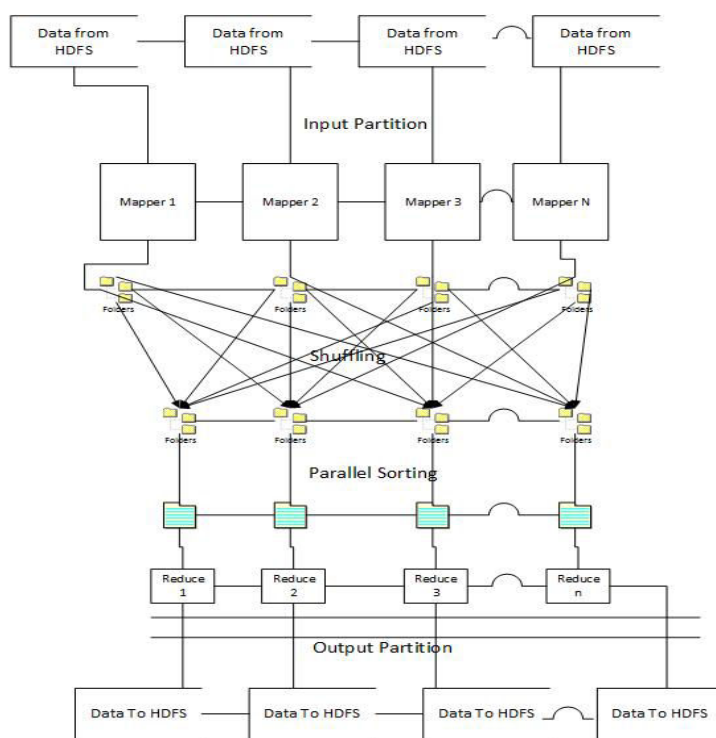 Data from
HDFS
Data from
HDFS
Data from
HDFS
Data from
HDFS
Input Partition
Mapper 1
Mapper 2
Mapper 3
Mapper N
Folders
Folders
Folders
Folders
Shuffling
Folders
Folders
Folders
Folders
Parallel Sorting
Reduce
1
Reduce
2
Reduce
3
Reduce
n
Output Partition
Data To HDFS
Data To HDFS
Data To HDFS
Data To HDFS